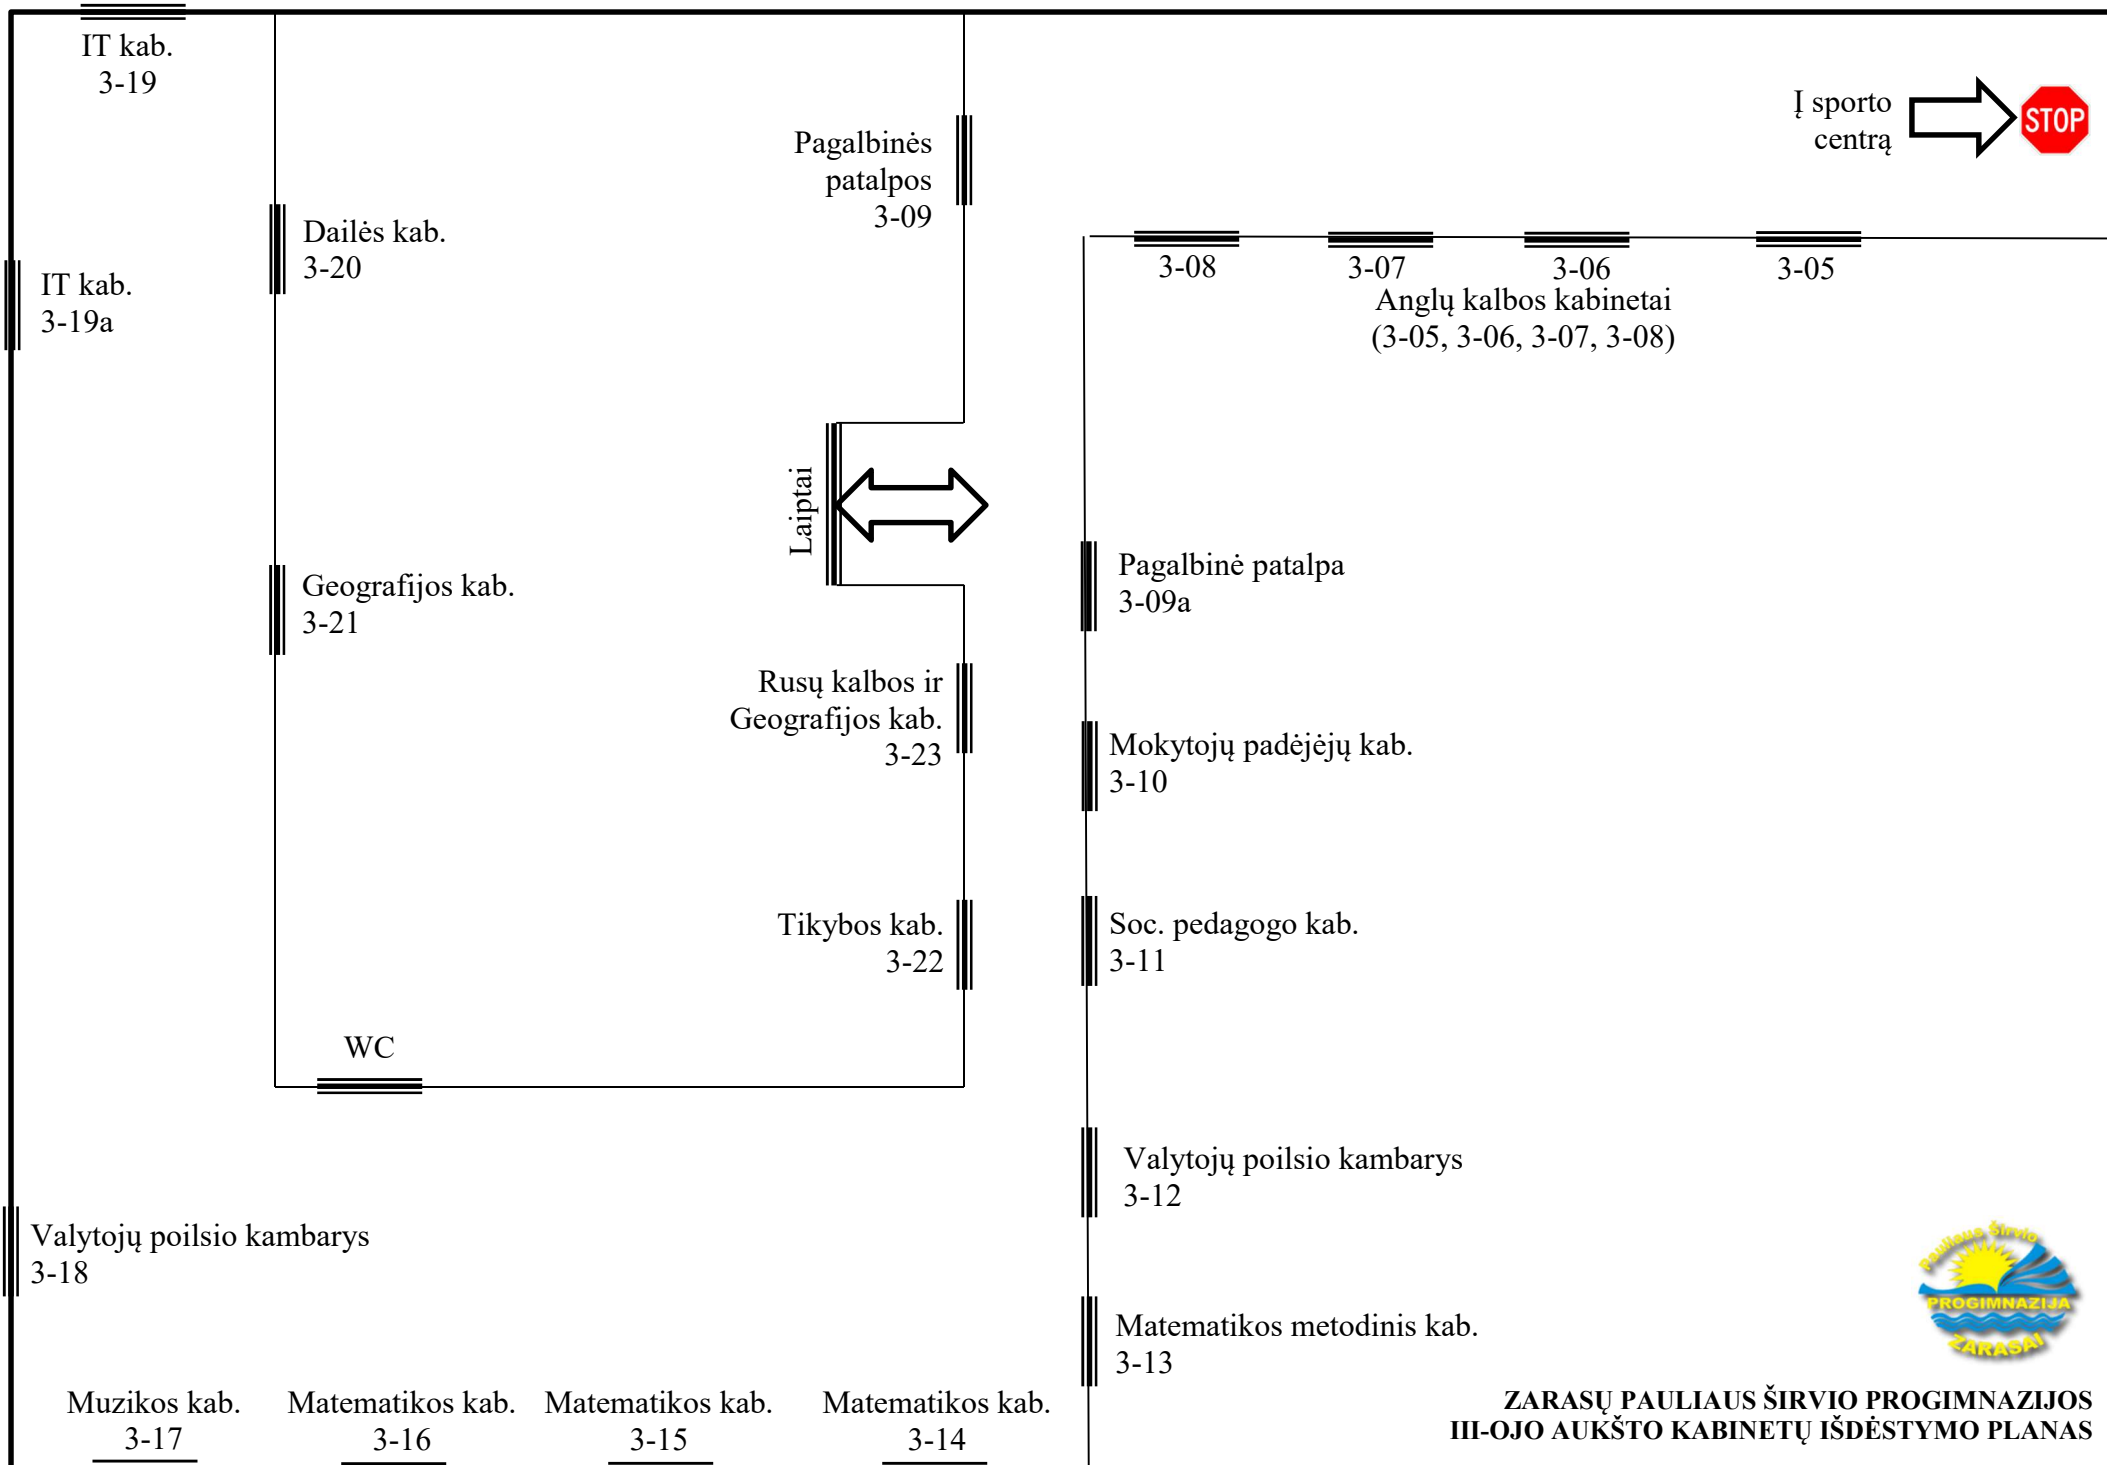 IT kab.
3-19
Į sporto
centrą
STOP
Pagalbinės
patalpos
3-09
Dailės kab.
3-20
IT kab.
3-19a
3-08
3-07
3-06
3-05
Anglų kalbos kabinetai
(3-05, 3-06, 3-07, 3-08)
Laiptai
Pagalbinė patalpa
3-09a
Geografijos kab.
3-21
Rusų kalbos ir
Geografijos kab.
3-23
Mokytojų padėjėjų kab.
3-10
Tikybos kab.
3-22
Soc. pedagogo kab.
3-11
WC
Valytojų poilsio kambarys
3-12
Valytojų poilsio kambarys
3-18
Matematikos metodinis kab.
3-13
Pauliaus Širvio
PROGIMNAZIJA
ZARASAI
Muzikos kab.
3-17
Matematikos kab.
3-16
Matematikos kab.
3-15
Matematikos kab.
3-14
ZARASŲ PAULIAUS ŠIRVIO PROGIMNAZIJOS
III-OJO AUKŠTO KABINETŲ IŠDĖSTYMO PLANAS